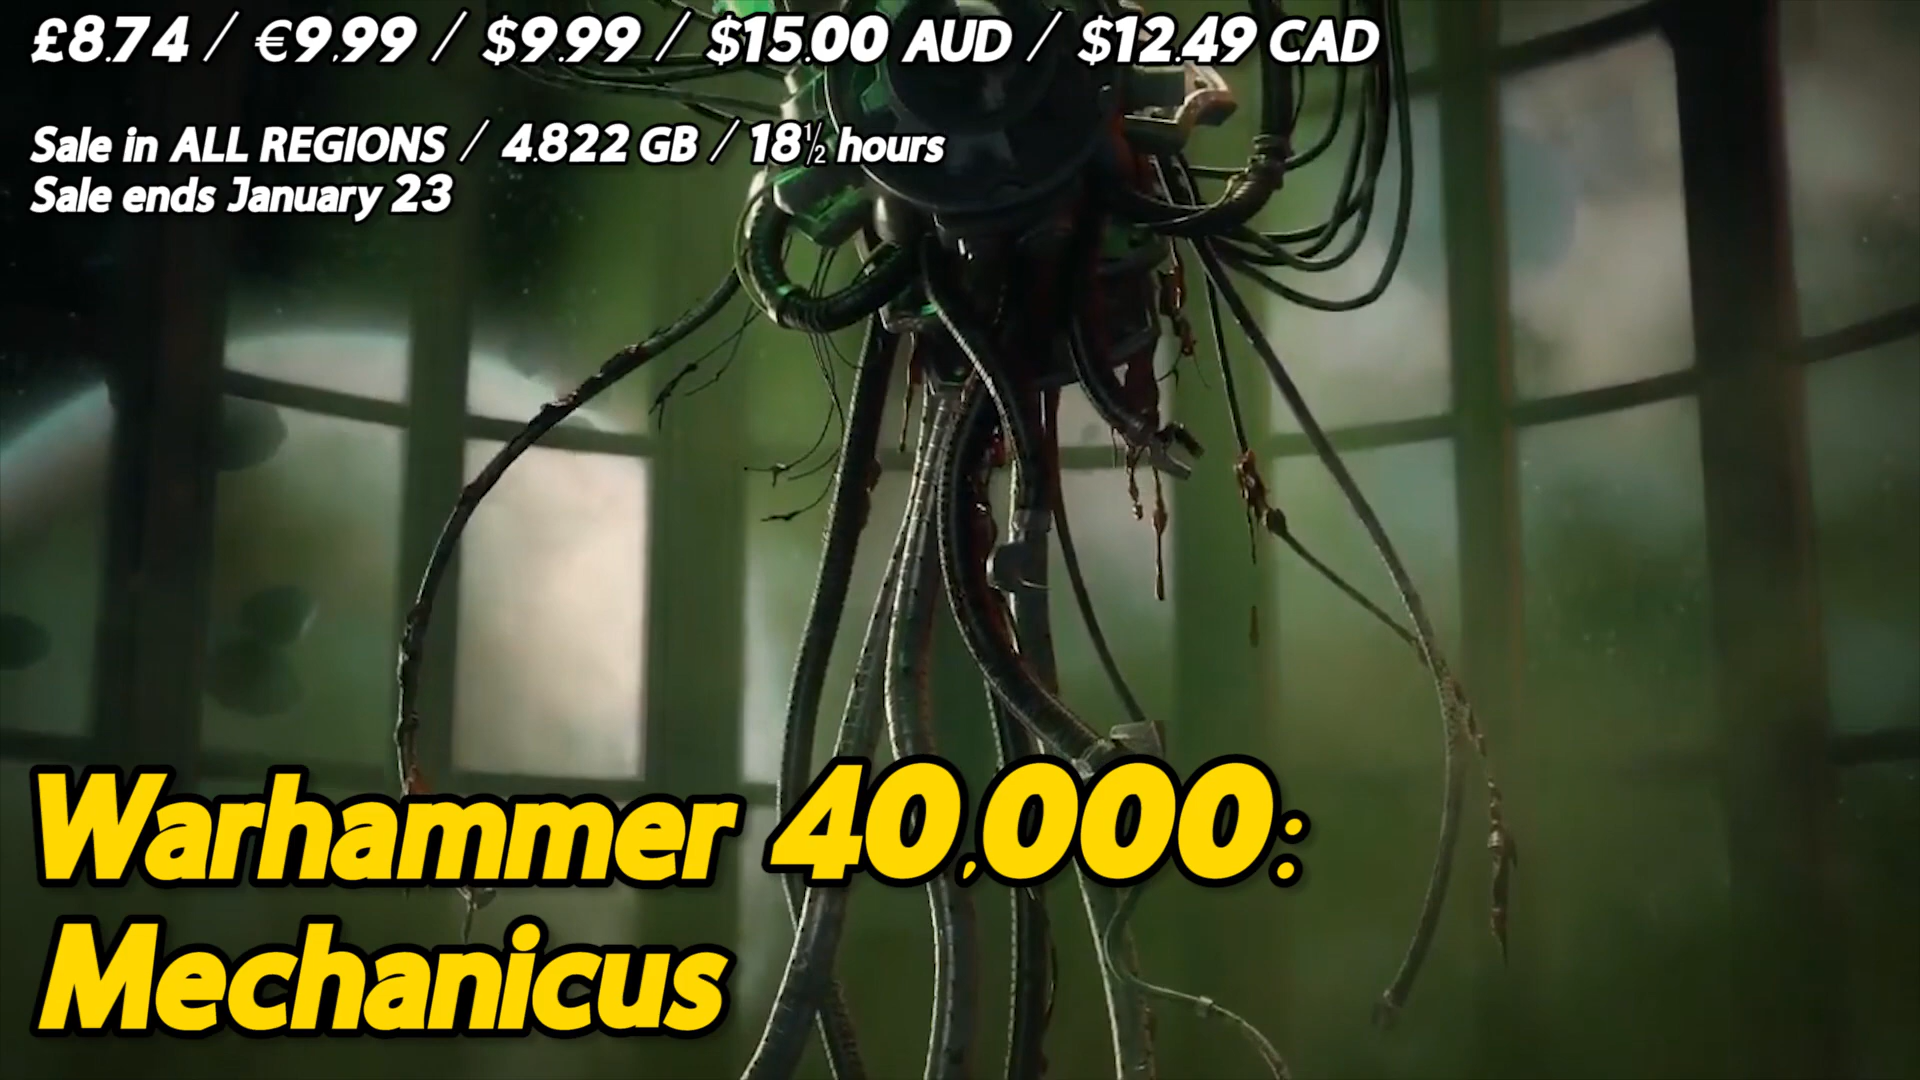 £8.74 / €9.99 / $9.99 / $15.00 AUD / $12.49 CAD
Sale in ALL REGIONS / 4.822 GB / 18½ hours
Sale ends January 23
Warhammer 40,000:
Mechanicus